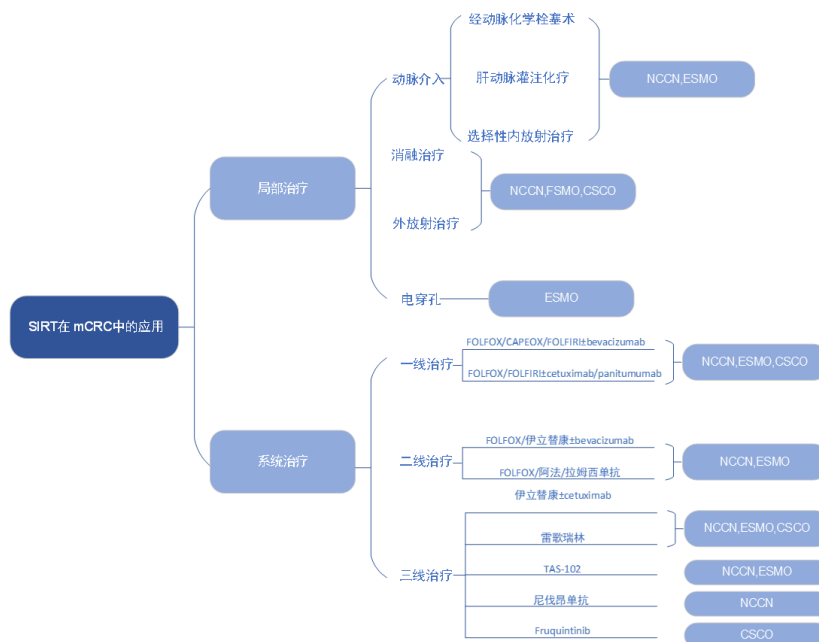 SIRT在 mCRC中的应用
局部治疗
动脉介入
经动脉化学栓塞术
肝动脉灌注化疗
选择性内放射治疗
NCCN,ESMO
消融治疗
外放射治疗
NCCN,FSMO,CSCO
电穿孔
ESMO
系统治疗
一线治疗
FOLFOX/CAPEOX/FOLFIRI±bevacizumab
FOLFOX/FOLFIRI±cetuximab/panitumumab
NCCN,ESMO,CSCO
二线治疗
FOLFOX/伊立替康±bevacizumab
FOLFOX/阿法/拉姆西单抗
NCCN,ESMO
三线治疗
伊立替康±cetuximab
雷歌瑞林
NCCN,ESMO,CSCO
TAS-102
NCCN,ESMO
尼伐昂单抗
NCCN
Fruquintinib
CSCO